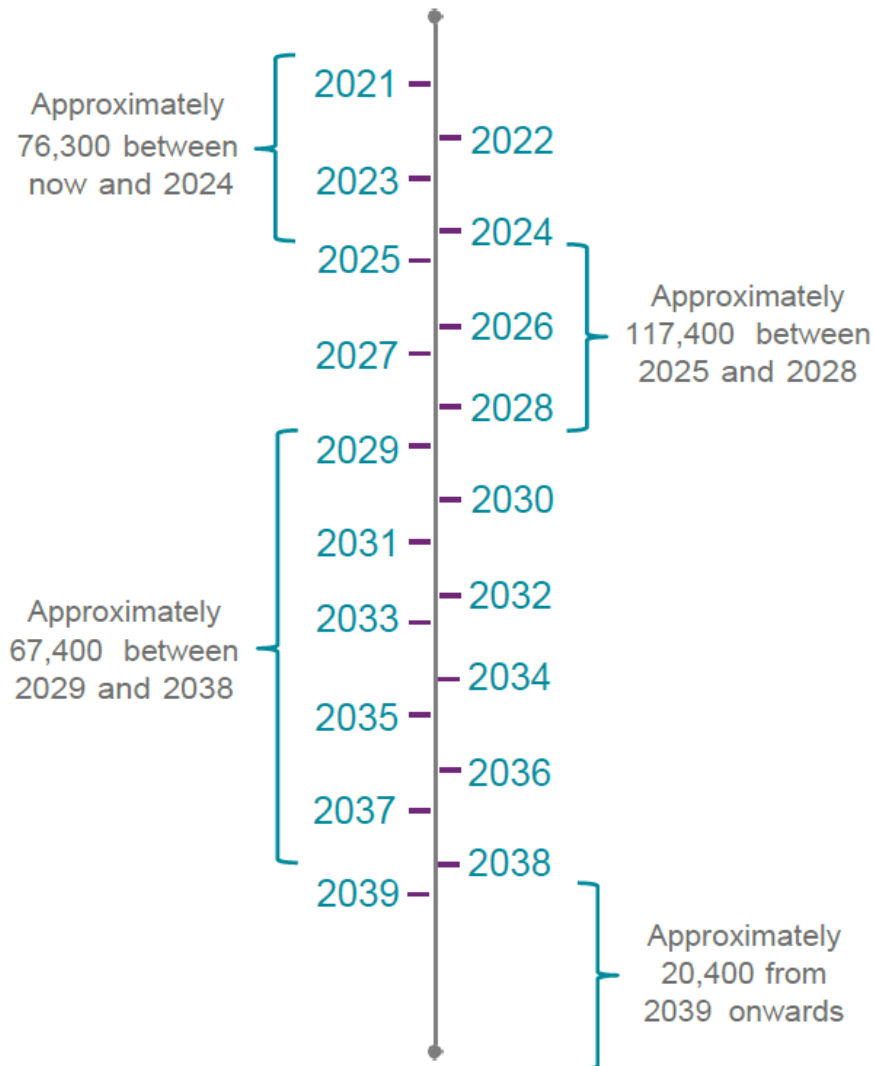 2021
Approximately
76,300 between
now and 2024
2022
2023
2024
2025
Approximately
117,400 between
2025 and 2028
2026
2027
2028
2029
2030
2031
2032
Approximately
67,400 between
2029 and 2038
2033
2034
2035
2036
2037
2038
2039
Approximately
20,400 from
2039 onwards